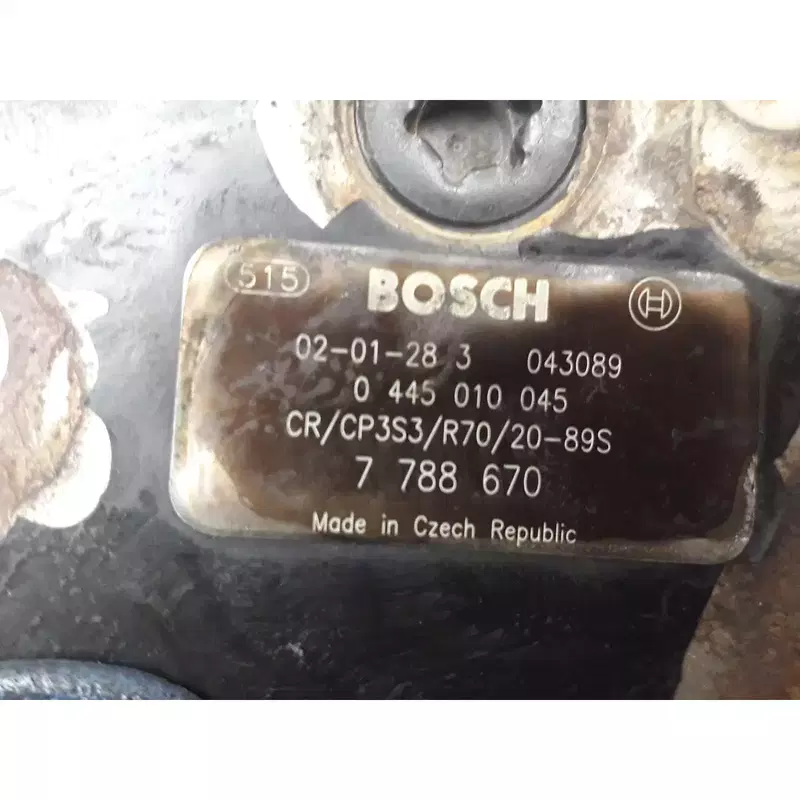 515 BOSCH
02-01-28 3 043089
0 445 010 045
CR/CP3S3/R70/20-89S
7 788 670
Made in Czech Republic